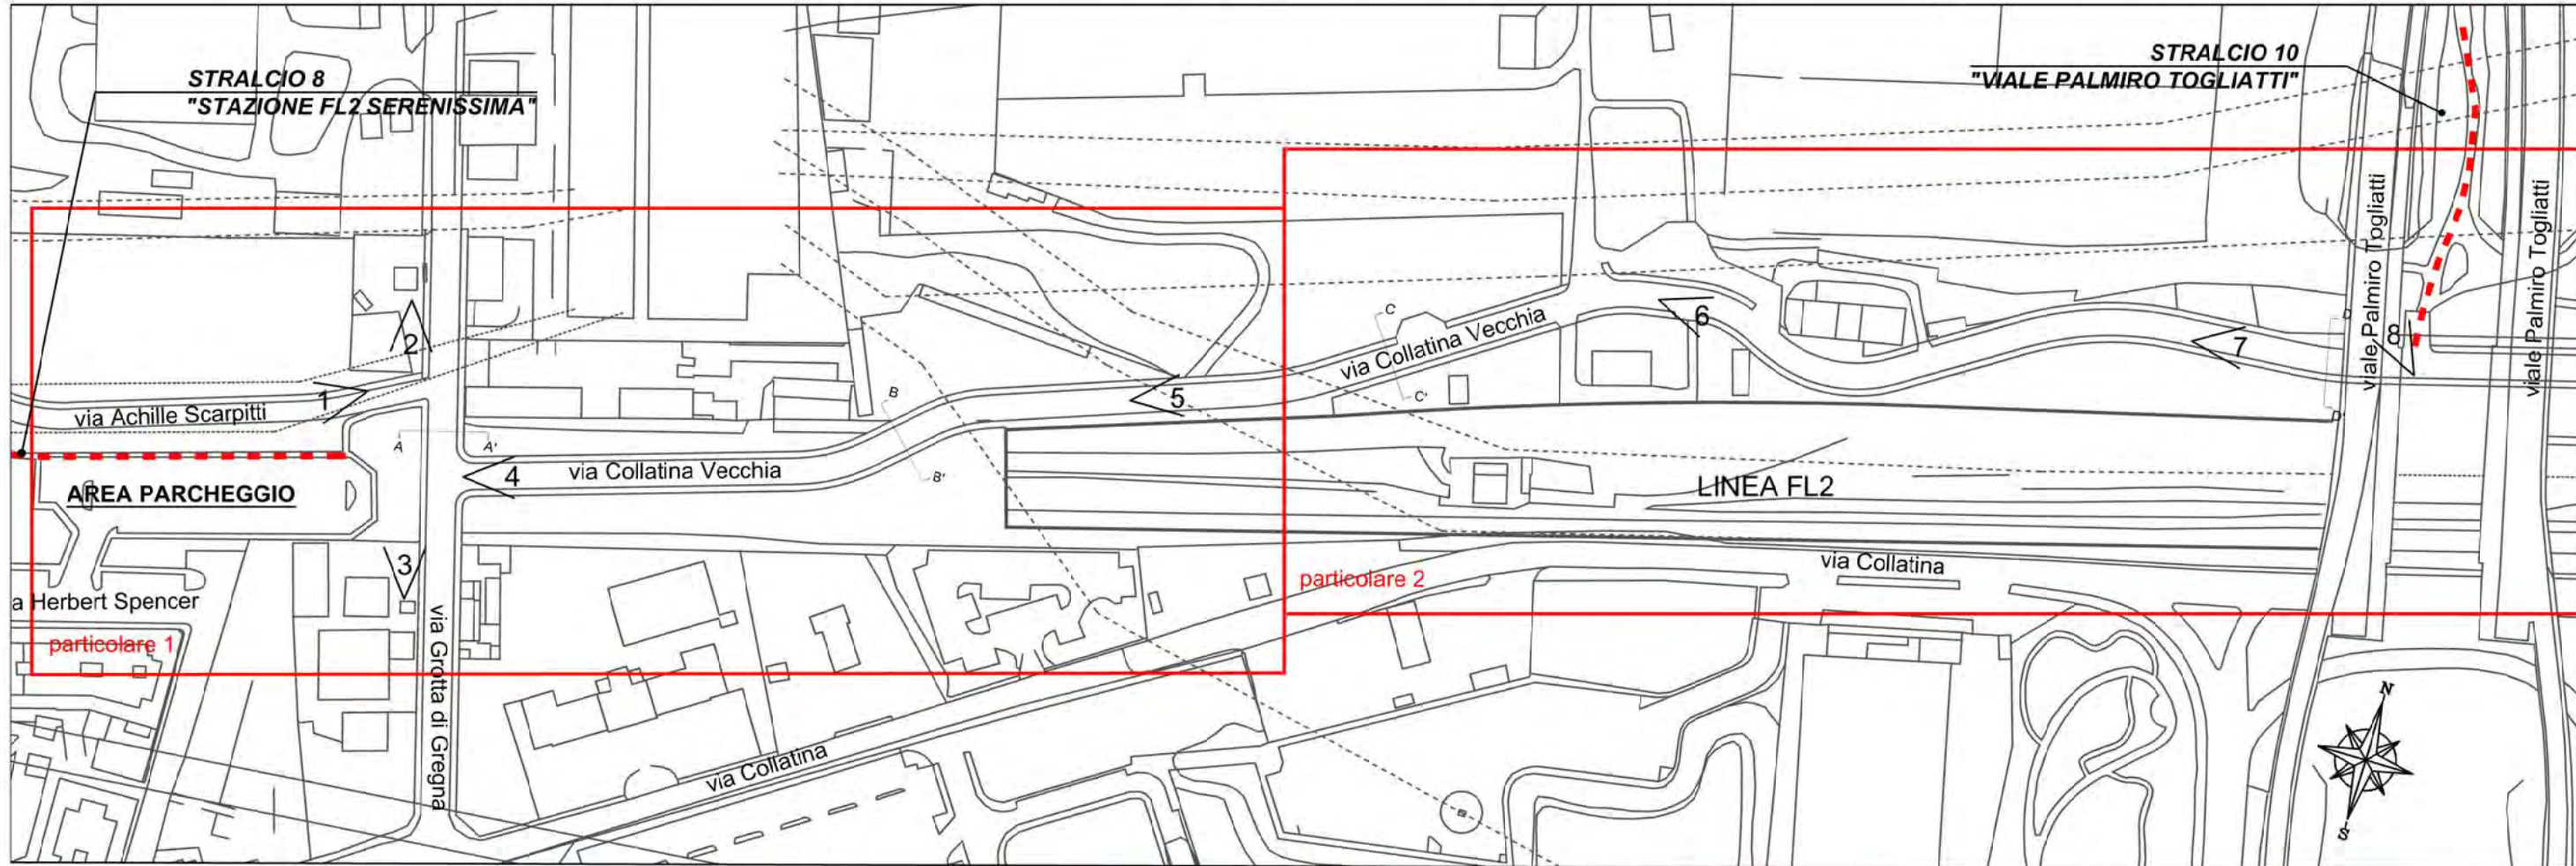 STRALCIO 8
"STAZIONE FL2 SERENISSIMA"
STRALCIO 10
"VIALE PALMIRO TOGLIATTI"
viale Palmiro Togliatti
viale Palmiro Togliatti
1
2
3
4
5
6
7
8
via Achille Scarpitti
A
A'
B
B'
C
C'
D
D'
via Collatina Vecchia
via Collatina Vecchia
AREA PARCHEGGIO
LINEA FL2
via Collatina
particolare 2
a Herbert Spencer
particolare 1
via Grotta di Gregna
via Collatina
N
S